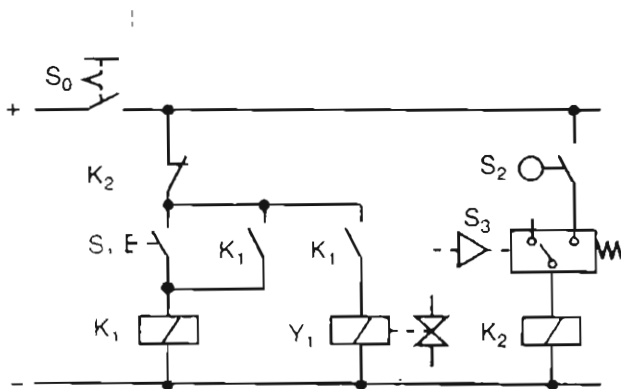 S₀
+
K₂
S₂
S₃
S₁
K₁
K₁
K₁
Y₁
K₂
–